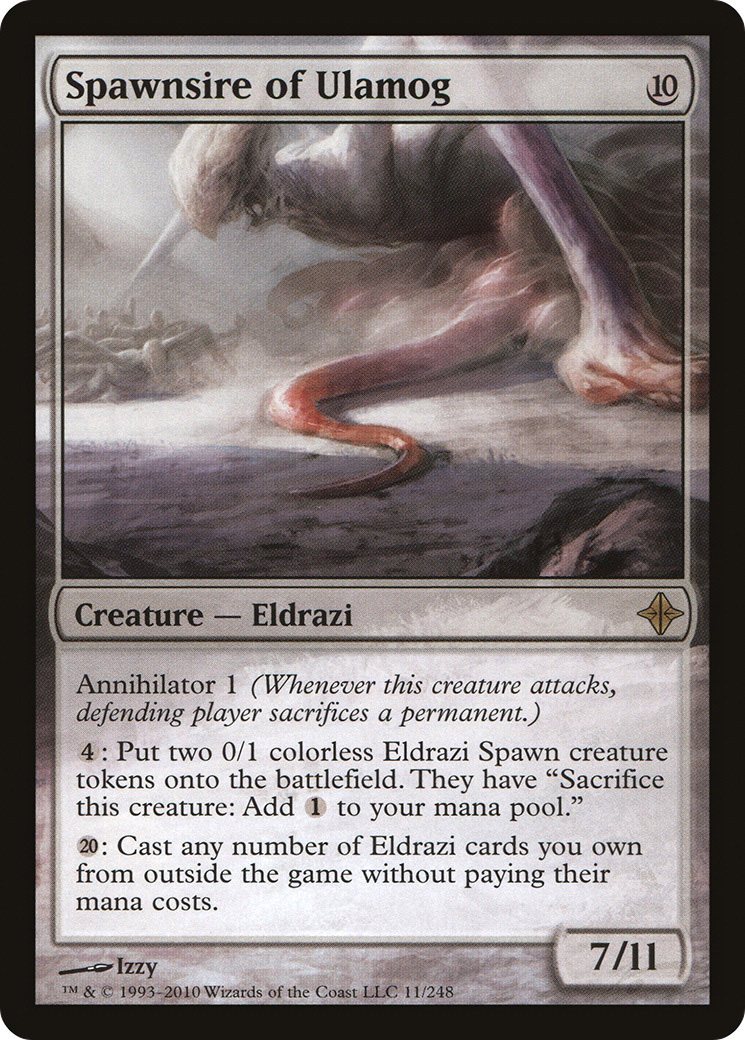 Spawnsire of Ulamog 10
Creature — Eldrazi
Annihilator 1 (Whenever this creature attacks,
defending player sacrifices a permanent.)
4: Put two 0/1 colorless Eldrazi Spawn creature
tokens onto the battlefield. They have “Sacrifice
this creature: Add 1 to your mana pool.”
20: Cast any number of Eldrazi cards you own
from outside the game without paying their
mana costs.
7/11
Izzy
™ & © 1993-2010 Wizards of the Coast LLC 11/248